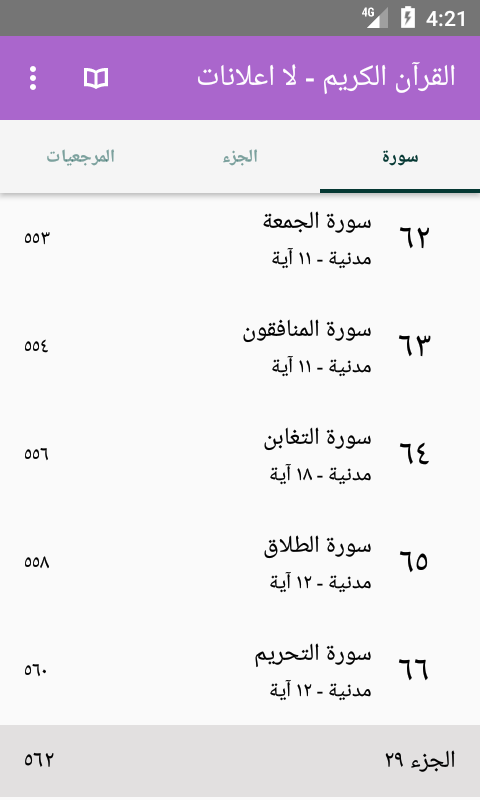 4G 4:21
القرآن الكريم - لا اعلانات
سورة الجزء المرجعيات
٦٢ سورة الجمعة ٥٥٣
مدنية - ١١ آية
٦٣ سورة المنافقون ٥٥٤
مدنية - ١١ آية
٦٤ سورة التغابن ٥٥٦
مدنية - ١٨ آية
٦٥ سورة الطلاق ٥٥٨
مدنية - ١٢ آية
٦٦ سورة التحريم ٥٦٠
مدنية - ١٢ آية
الجزء ٢٩ ٥٦٢